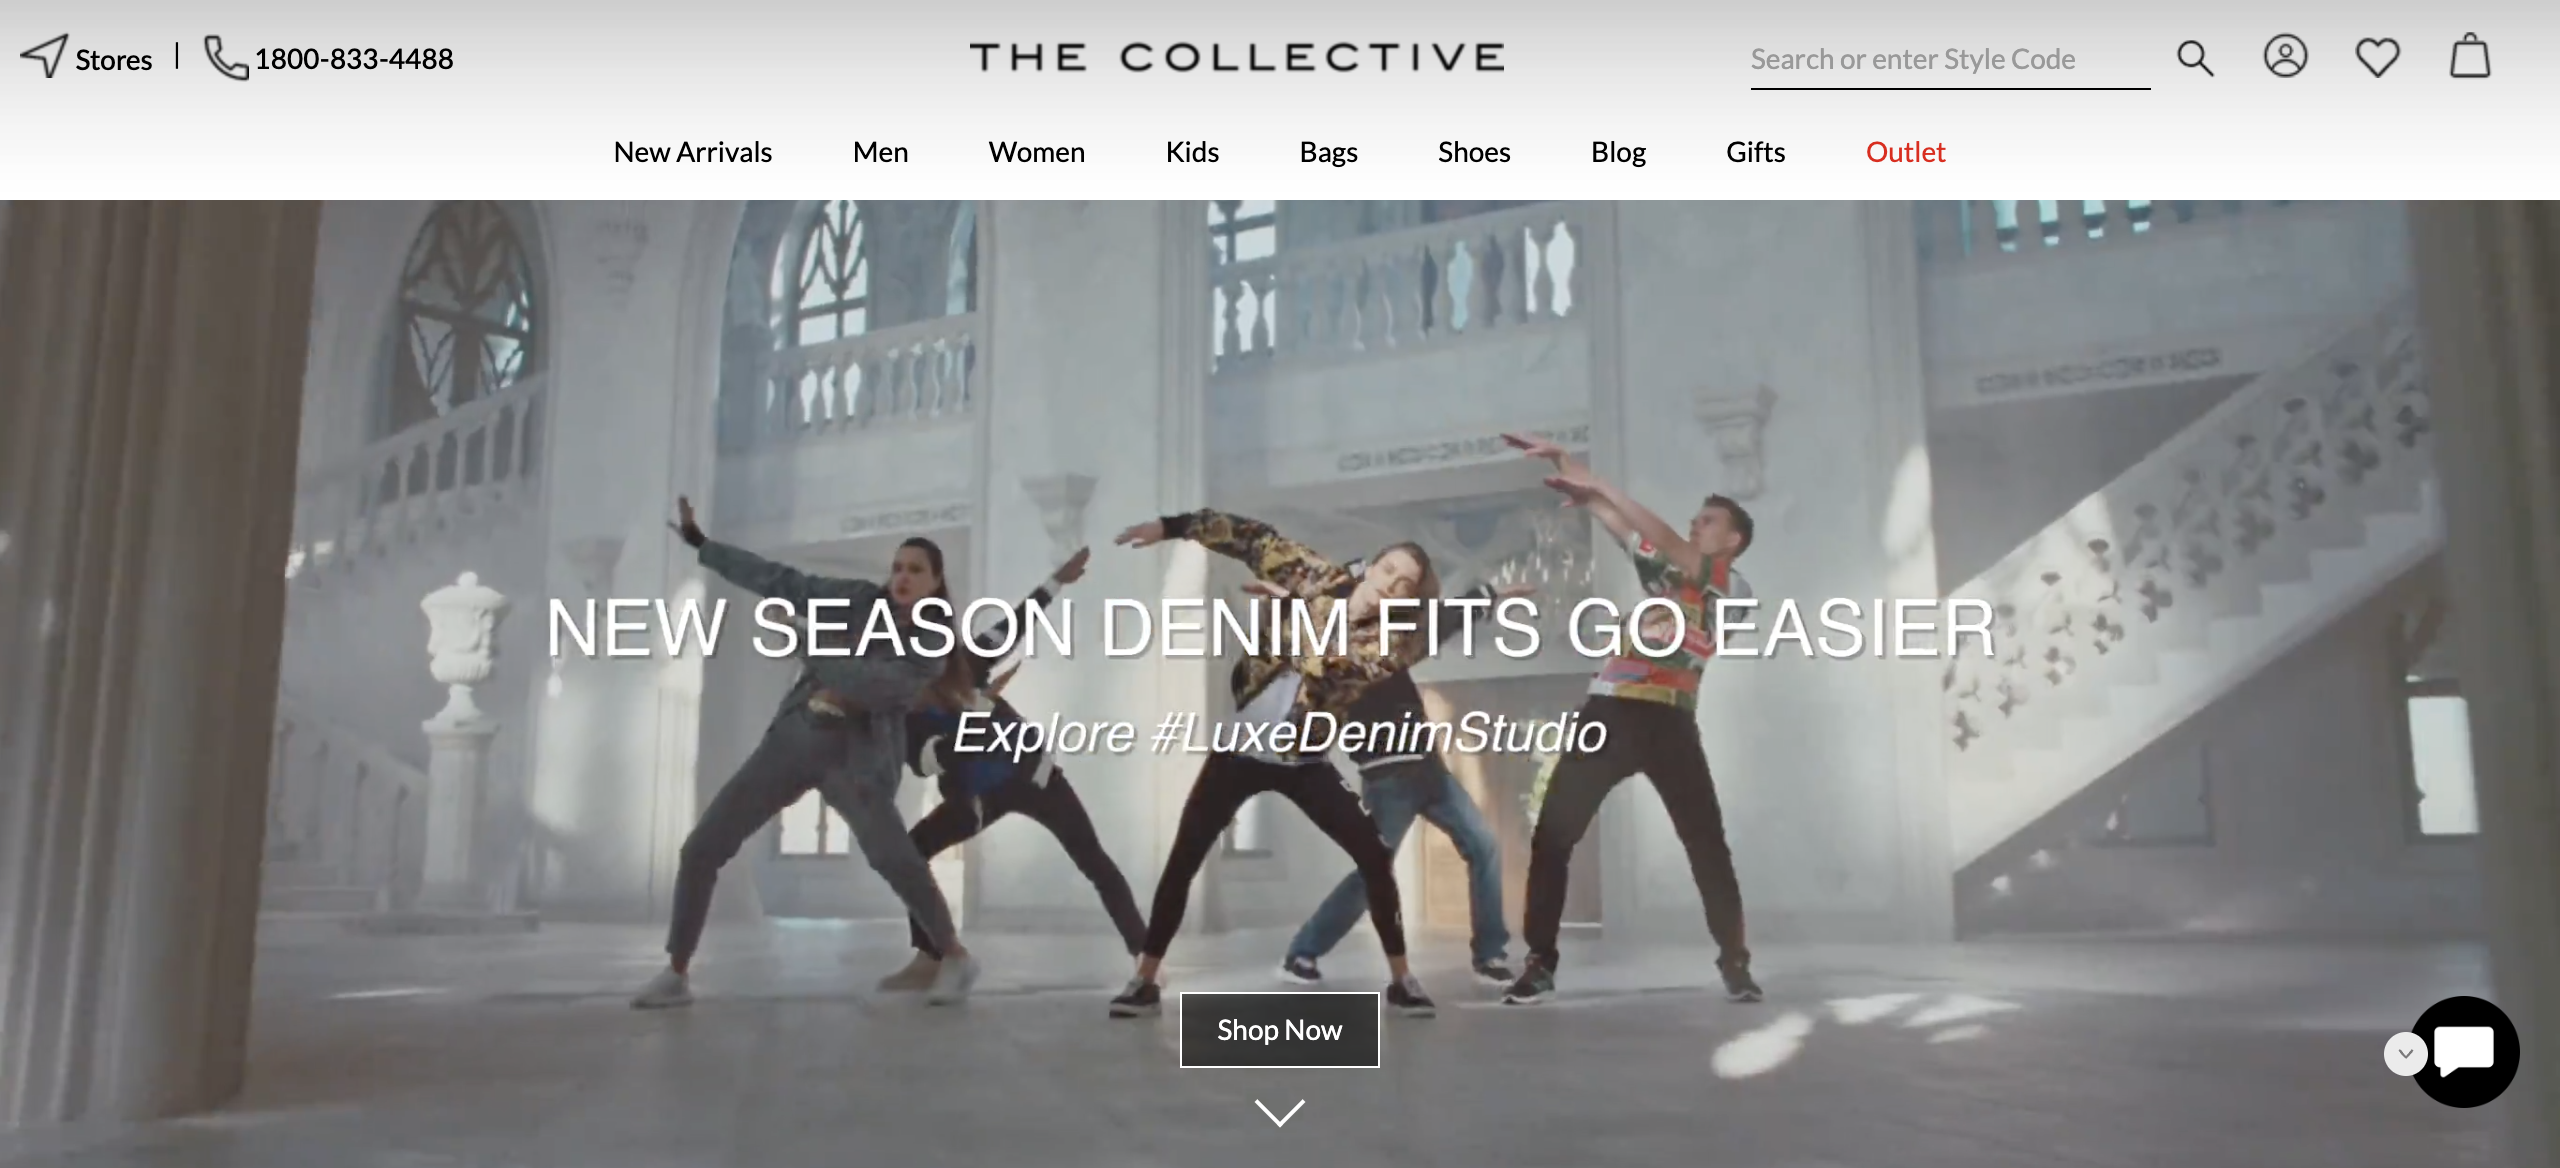 Stores | 1800-833-4488
THE COLLECTIVE
Search or enter Style Code
New Arrivals Men Women Kids Bags Shoes Blog Gifts Outlet
NEW SEASON DENIM FITS GO EASIER
Explore #LuxeDenimStudio
Shop Now